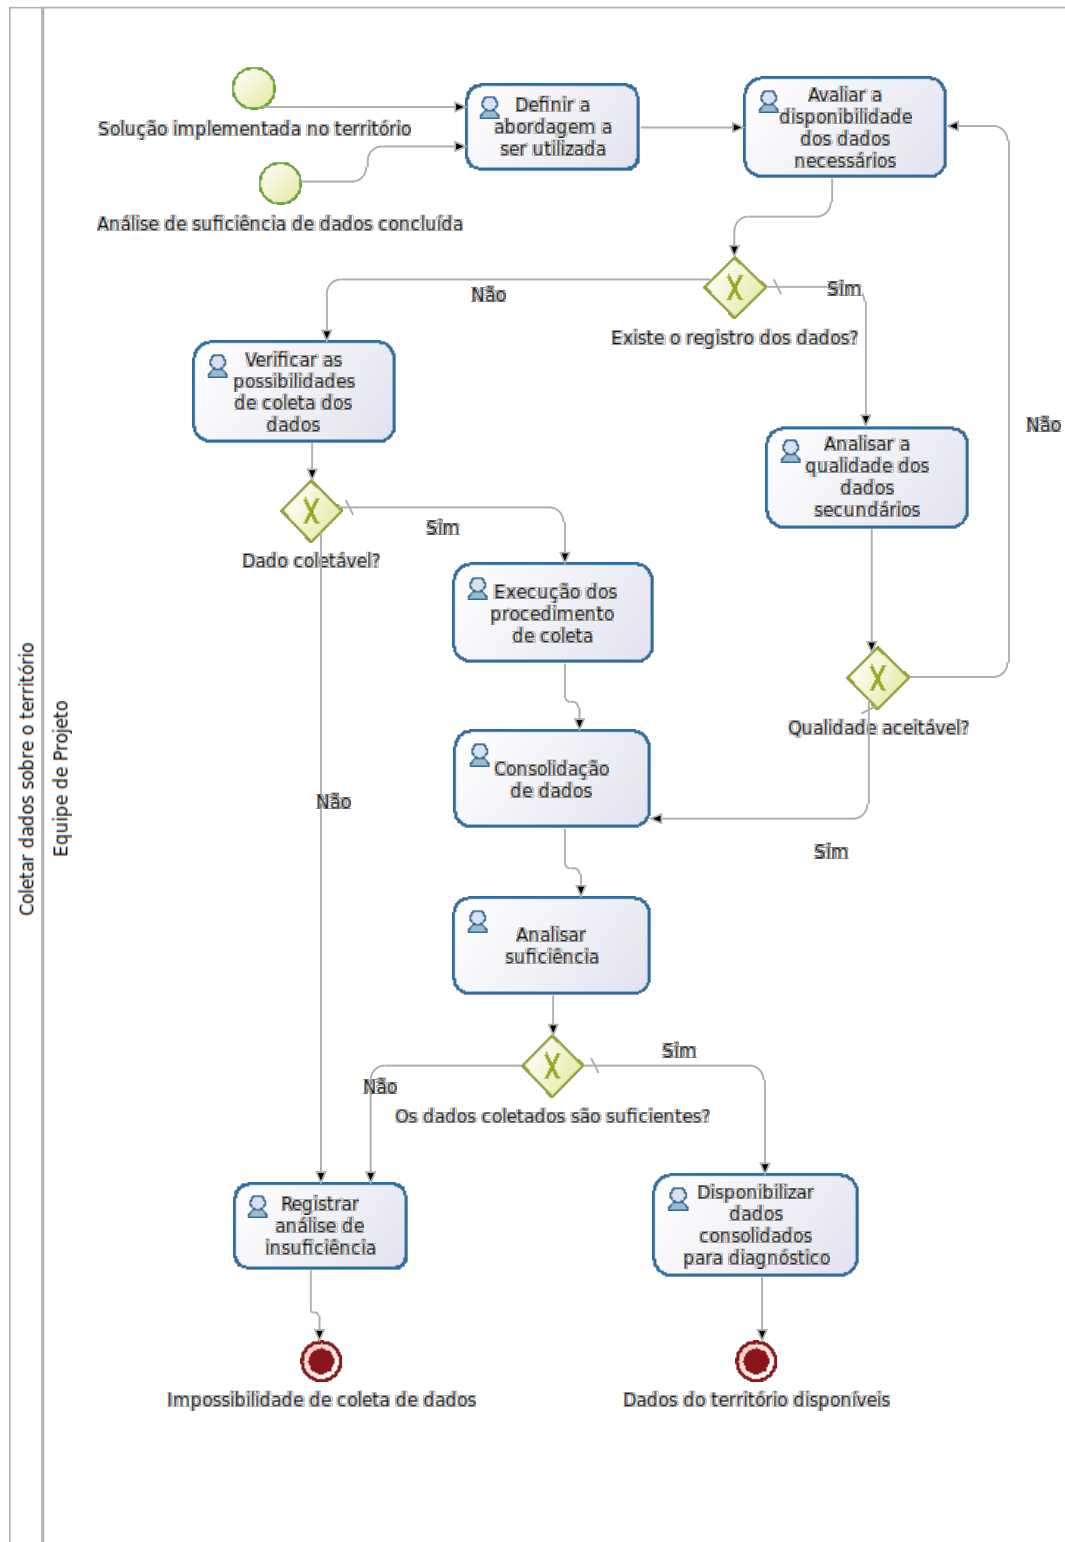 Coletar dados sobre o território
Equipe de Projeto
Solução implementada no território
Análise de suficiência de dados concluída
Definir a
abordagem a
ser utilizada
Avaliar a
disponibilidade
dos dados
necessários
Existe o registro dos dados?
Não
Sim
Verificar as
possibilidades
de coleta dos
dados
Analisar a
qualidade dos
dados
secundários
Não
Dado coletável?
Sim
Execução dos
procedimento
de coleta
Qualidade aceitável?
Consolidação
de dados
Não
Sim
Analisar
suficiência
Sim
Não
Os dados coletados são suficientes?
Registrar
análise de
insuficiência
Disponibilizar
dados
consolidados
para diagnóstico
Impossibilidade de coleta de dados
Dados do território disponíveis